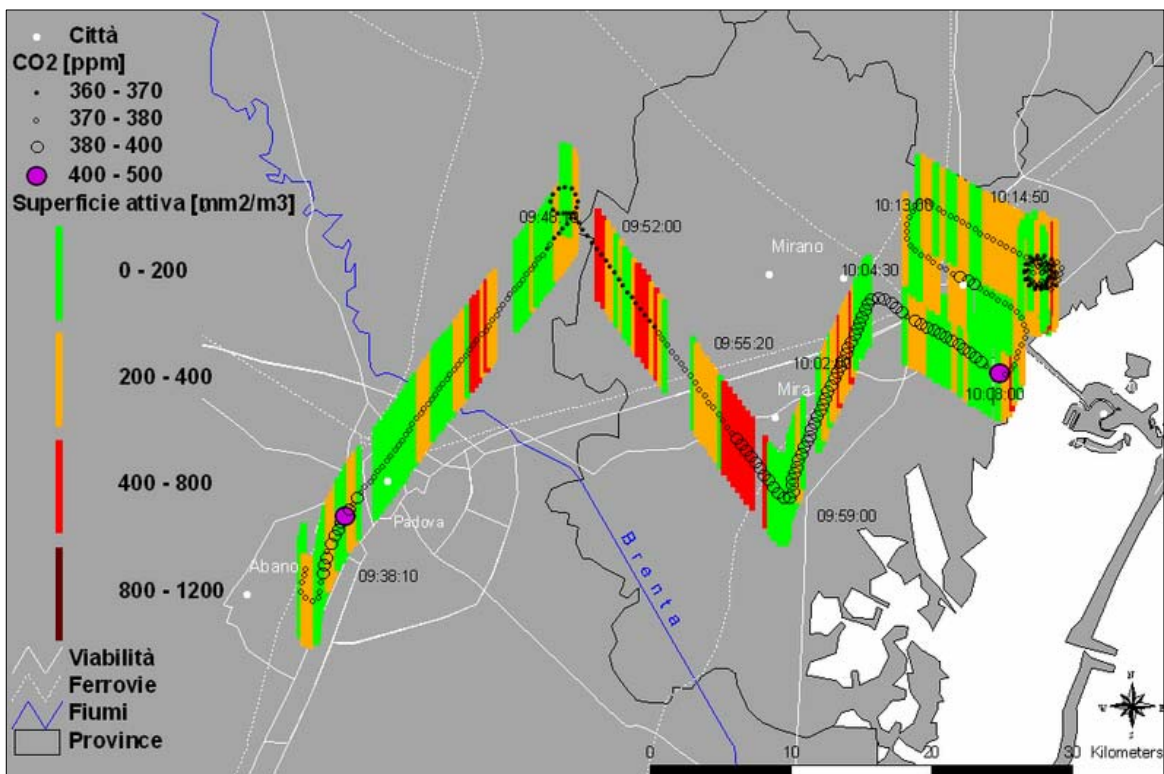 Città
CO2 [ppm]
360 - 370
370 - 380
380 - 400
400 - 500
Superficie attiva [mm2/m3]
0 - 200
200 - 400
400 - 800
800 - 1200
Viabilità
Ferrovie
Fiumi
Province
09:48:10
09:52:00
10:13:00
10:14:50
Mirano
10:04:30
09:55:20
10:02:00
Mira
10:08:00
Padova
09:59:00
Abano
09:38:10
Brenta
N
W
E
S
0 10 20 30 Kilometers